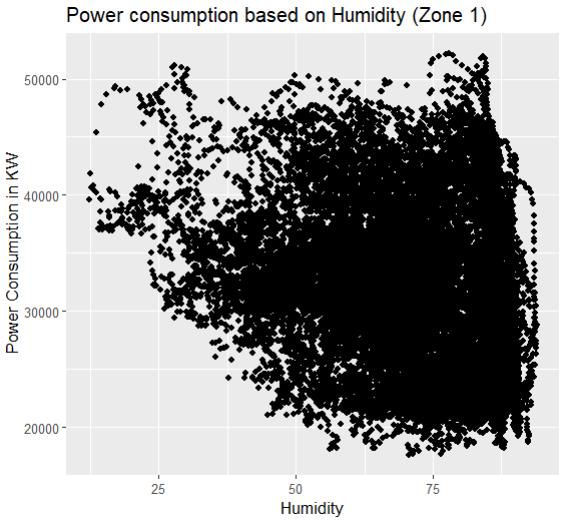 Power consumption based on Humidity (Zone 1)
50000
40000
30000
20000
Power Consumption in KW
25
50
75
Humidity